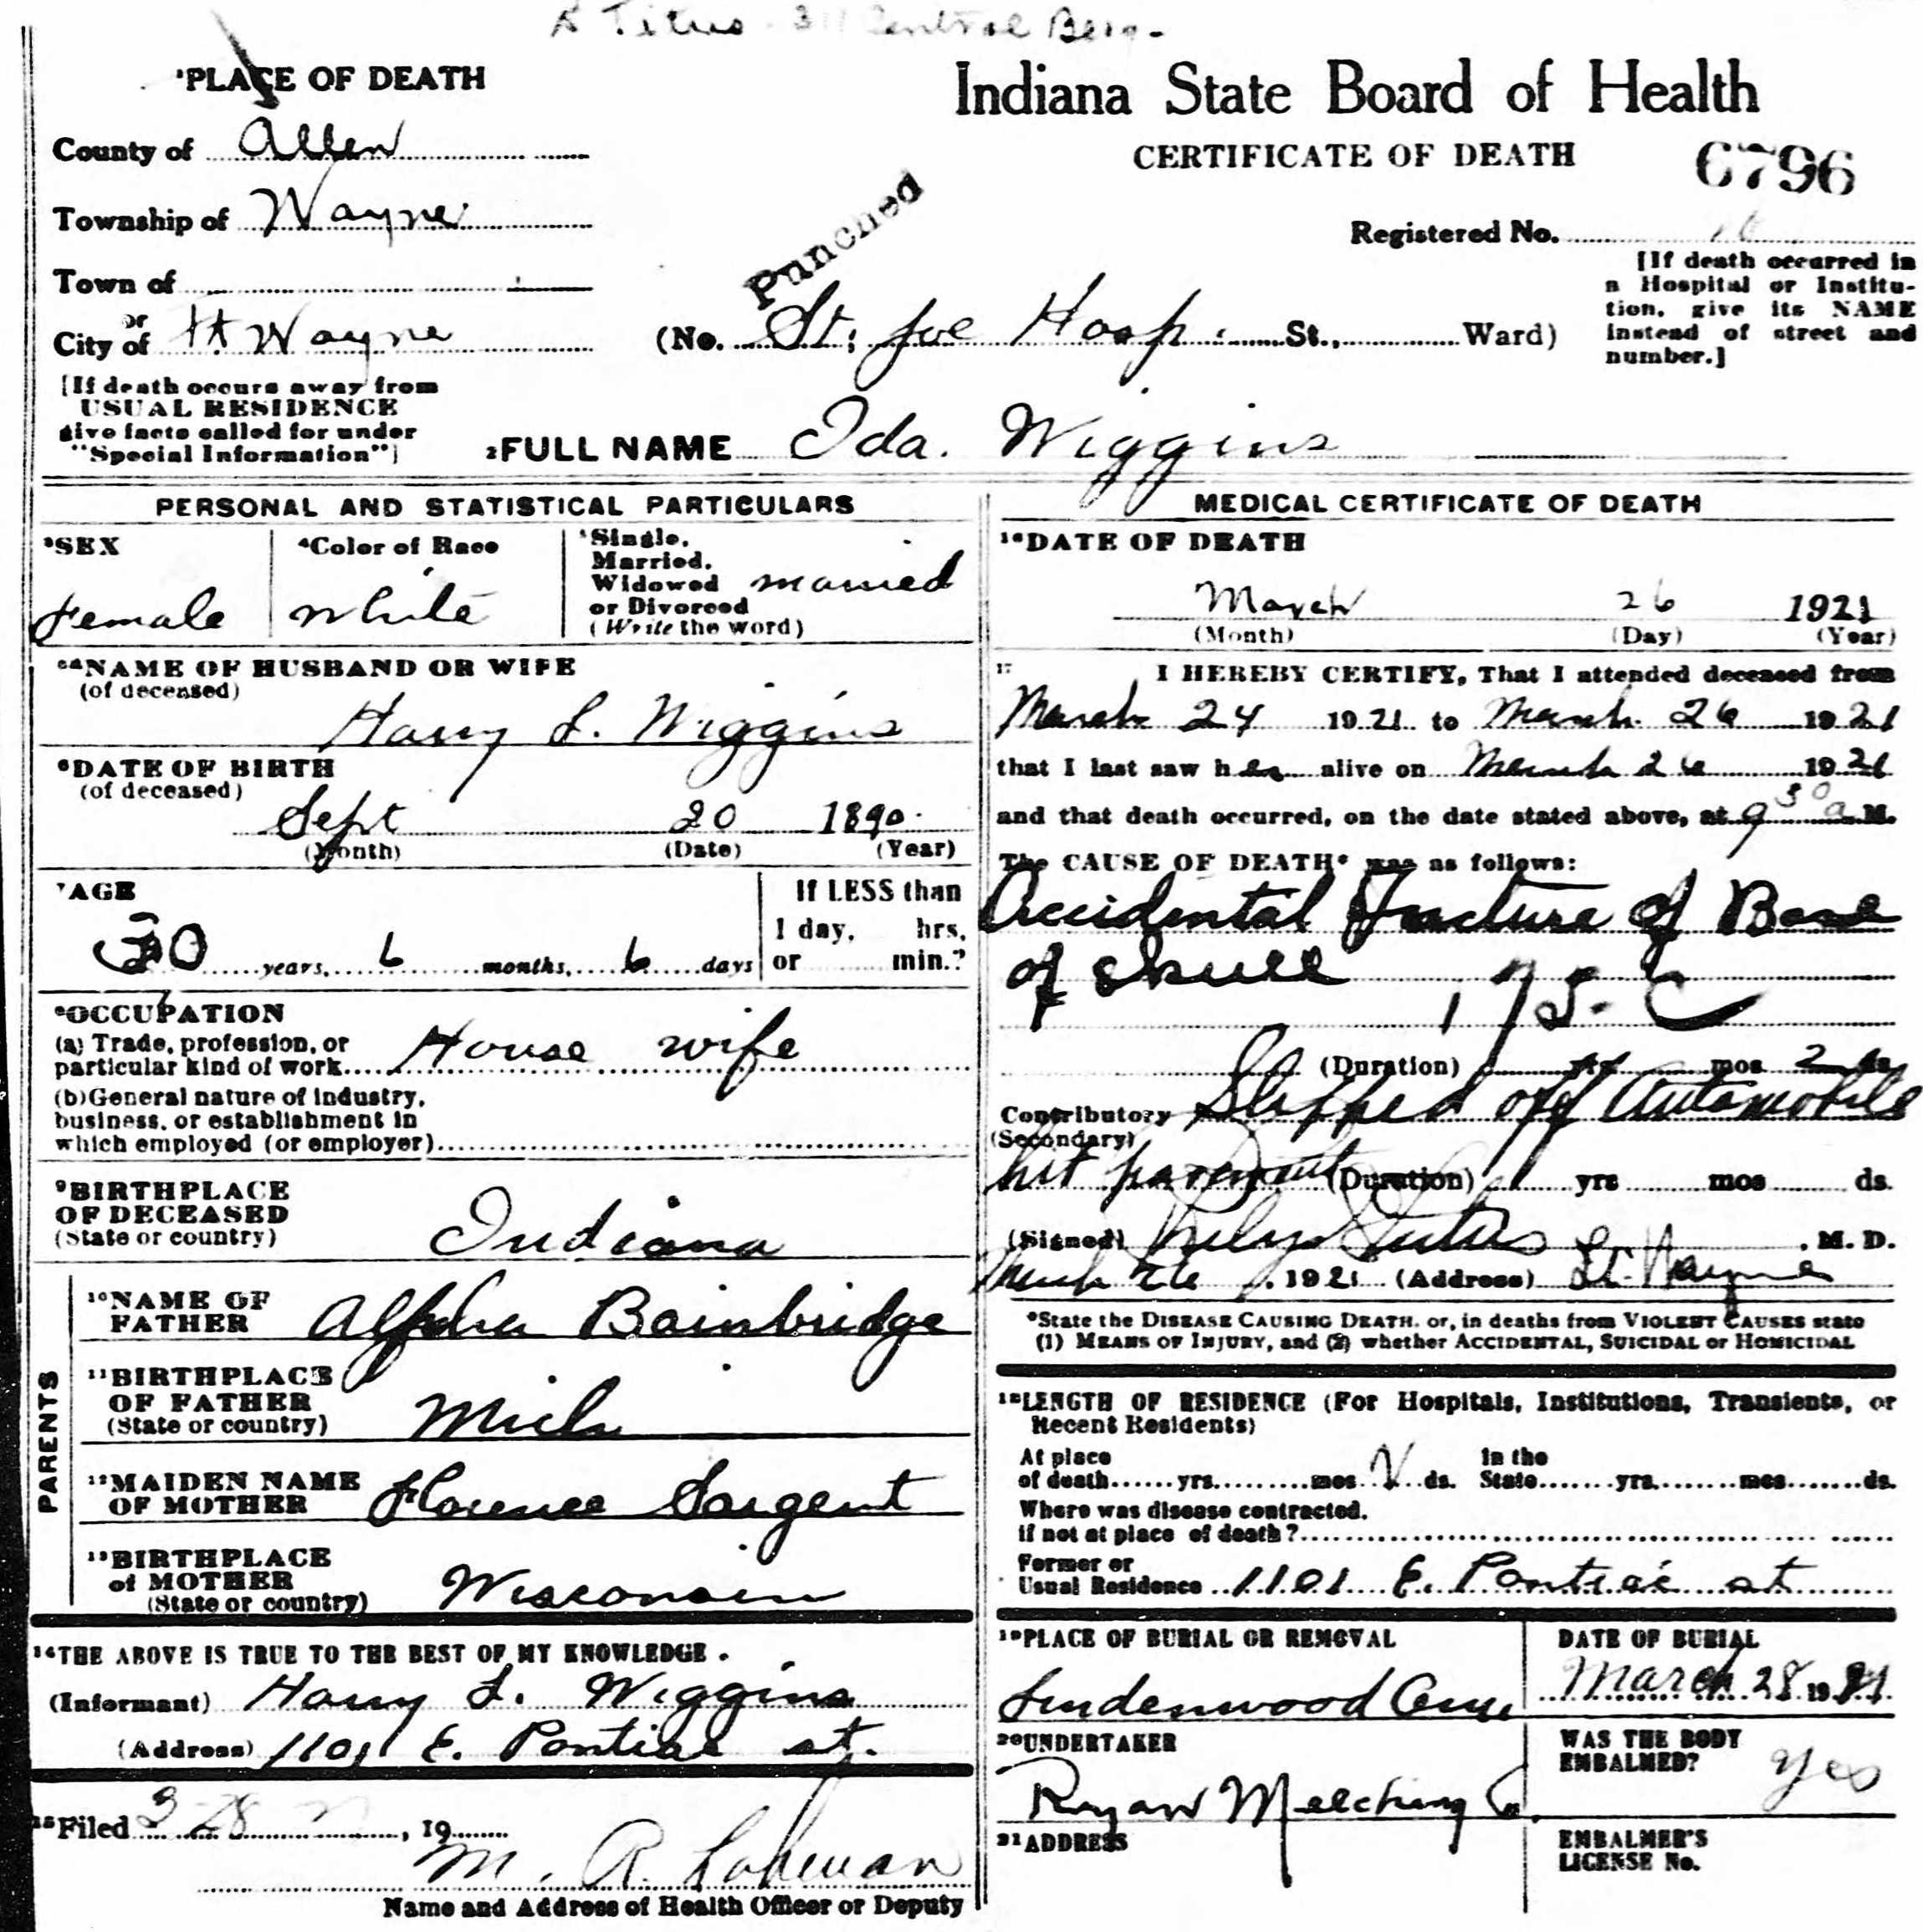 Titus 311 Central Bldg.
¹PLACE OF DEATH
County of Allen
Township of Wayne
Town of
or
City of Ft Wayne
[If death occurs away from
USUAL RESIDENCE
give facts called for under
"Special Information"]
Indiana State Board of Health
CERTIFICATE OF DEATH
6796
Punched
Registered No.
(No. St. Joe Hosp. St., Ward)
[If death occurred in
a Hospital or Institu-
tion, give its NAME
instead of street and
number.]
²FULL NAME Ida. Wiggins
PERSONAL AND STATISTICAL PARTICULARS
³SEX
Female
⁴Color of Race
White
⁵Single,
Married,
Widowed married
or Divorced
(Write the word)
⁵ᵃNAME OF HUSBAND OR WIFE
(of deceased)
Harry L. Wiggins
⁶DATE OF BIRTH
(of deceased)
Sept 20 1890
(Month) (Date) (Year)
⁷AGE
30 years, 6 months, 6 days
If LESS than
1 day, hrs,
or min.?
⁸OCCUPATION
(a) Trade, profession, or
particular kind of work House wife
(b) General nature of industry,
business, or establishment in
which employed (or employer)
⁹BIRTHPLACE
OF DECEASED
(State or country) Indiana
PARENTS
¹⁰NAME OF
FATHER Alpha Bainbridge
¹¹BIRTHPLACE
OF FATHER
(State or country) Mich
¹²MAIDEN NAME
OF MOTHER Florence Sargent
¹³BIRTHPLACE
of MOTHER
(State or country) Wisconsin
¹⁴THE ABOVE IS TRUE TO THE BEST OF MY KNOWLEDGE.
(Informant) Harry L. Wiggins
(Address) 1101 E. Pontiac st.
¹⁵Filed 3 28, 19
M. R. Lohman
Name and Address of Health Officer or Deputy
MEDICAL CERTIFICATE OF DEATH
¹⁶DATE OF DEATH
March 26 1921
(Month) (Day) (Year)
¹⁷ I HEREBY CERTIFY, That I attended deceased from
March 24 1921 to March 26 1921
that I last saw her alive on March 26 1921
and that death occurred, on the date stated above, at 9³⁰ a M.
The CAUSE OF DEATH* was as follows:
Accidental Fracture of Base
of Skull 175-C
(Duration) yrs mos 2 ds
Contributory Slipped off Automobile
(Secondary)
hit pavement (Duration) yrs mos ds.
(Signed) , M. D.
March 26, 1921 (Address) Ft. Wayne
*State the DISEASE CAUSING DEATH, or, in deaths from VIOLENT CAUSES state
(1) MEANS OF INJURY, and (2) whether ACCIDENTAL, SUICIDAL or HOMICIDAL
¹⁸LENGTH OF RESIDENCE (For Hospitals, Institutions, Transients, or
Recent Residents)
At place In the
of death yrs. mos ds. State yrs. mos. ds.
Where was disease contracted,
if not at place of death?
Former or
Usual Residence 1101 E. Pontiac st
¹⁹PLACE OF BURIAL OR REMOVAL
Lindenwood Cem
DATE OF BURIAL
March 28 1921
²⁰UNDERTAKER
WAS THE BODY
EMBALMED? yes
²¹ADDRESS
EMBALMER'S
LICENSE No.